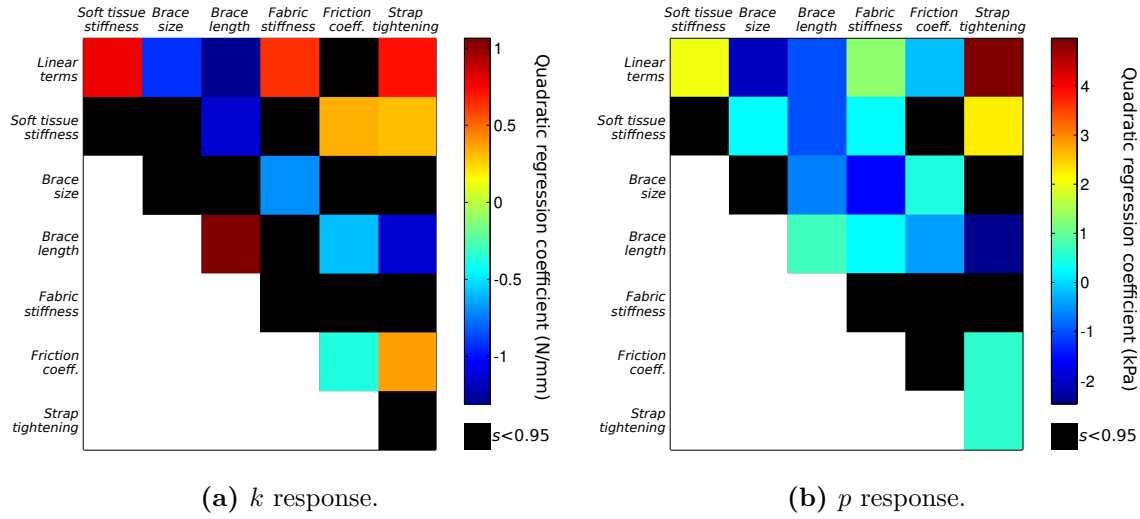 Soft tissue stiffness
Brace size
Brace length
Fabric stiffness
Friction coeff.
Strap tightening
Linear terms
Soft tissue stiffness
Brace size
Brace length
Fabric stiffness
Friction coeff.
Strap tightening
1
0.5
0
-0.5
-1
Quadratic regression coefficient (N/mm)
s<0.95
(a) k response.
Soft tissue stiffness
Brace size
Brace length
Fabric stiffness
Friction coeff.
Strap tightening
Linear terms
Soft tissue stiffness
Brace size
Brace length
Fabric stiffness
Friction coeff.
Strap tightening
4
3
2
1
0
-1
-2
Quadratic regression coefficient (kPa)
s<0.95
(b) p response.